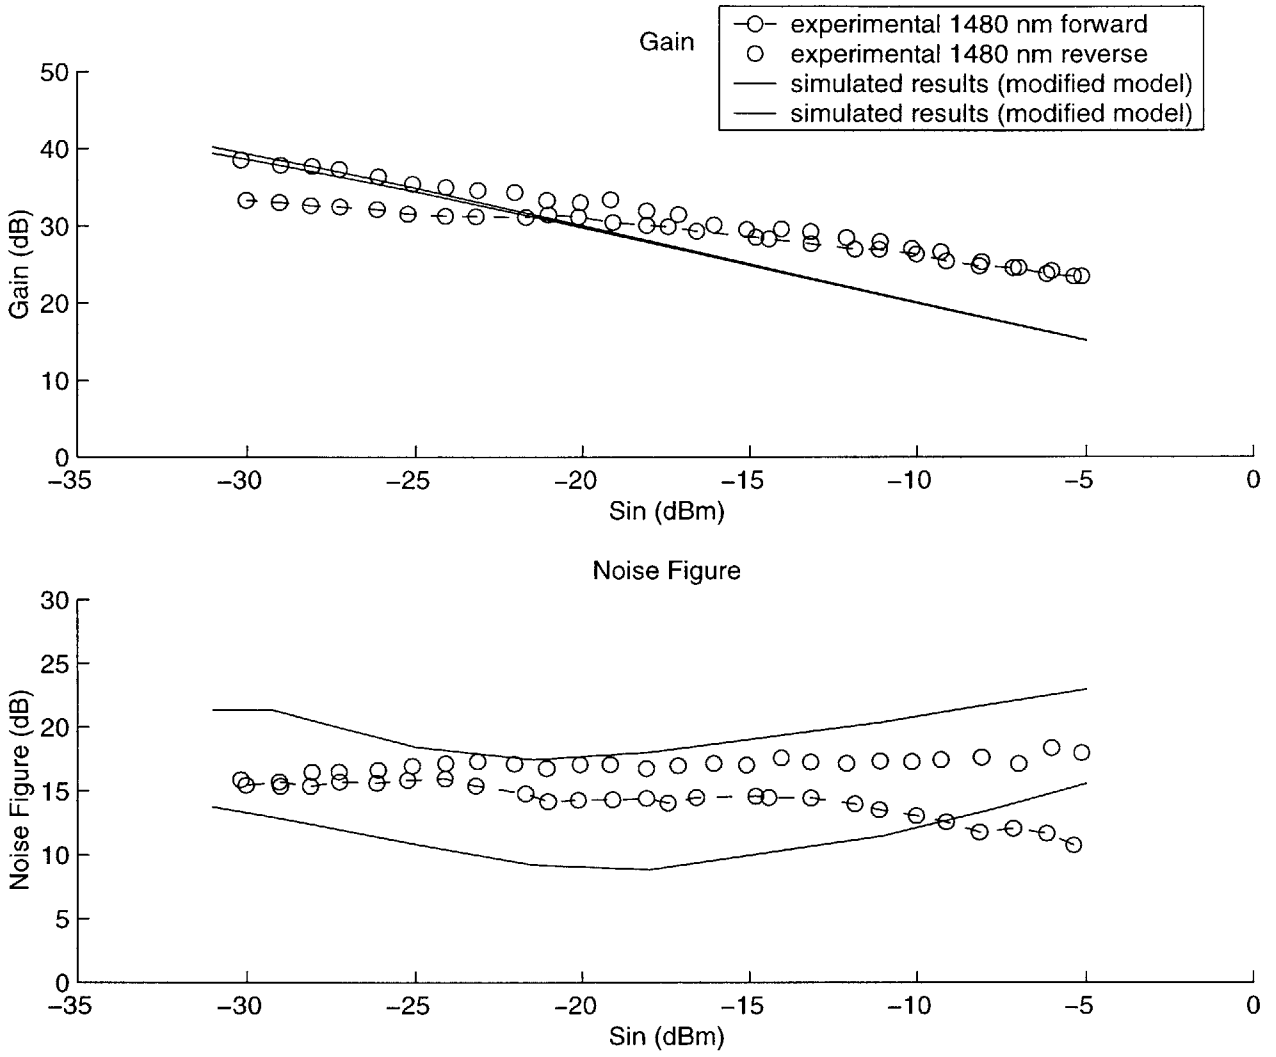 Gain
experimental 1480 nm forward
experimental 1480 nm reverse
simulated results (modified model)
simulated results (modified model)
50
40
30
20
10
0
Gain (dB)
−35 −30 −25 −20 −15 −10 −5 0
Sin (dBm)
Noise Figure
30
25
20
15
10
5
0
Noise Figure (dB)
−35 −30 −25 −20 −15 −10 −5 0
Sin (dBm)